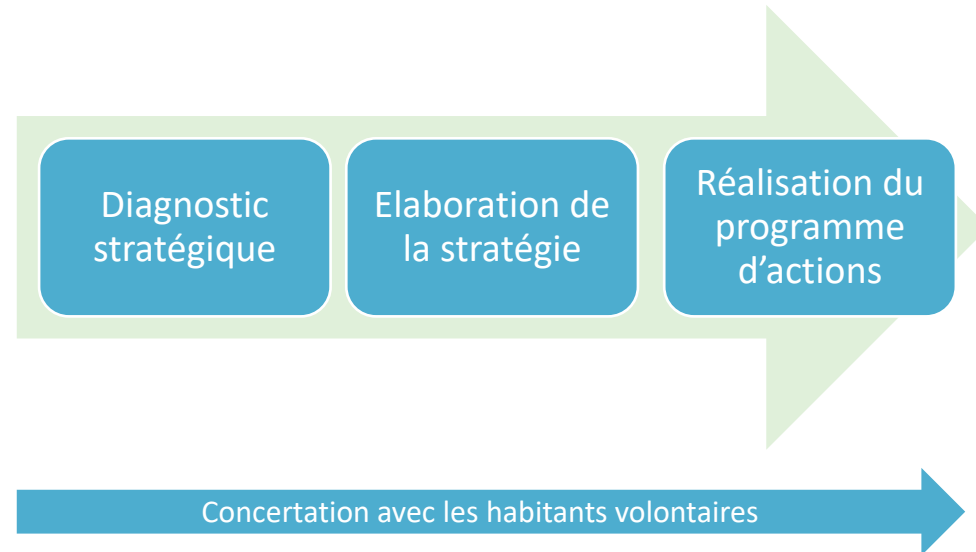 Diagnostic
stratégique
Elaboration de
la stratégie
Réalisation du
programme
d’actions
Concertation avec les habitants volontaires